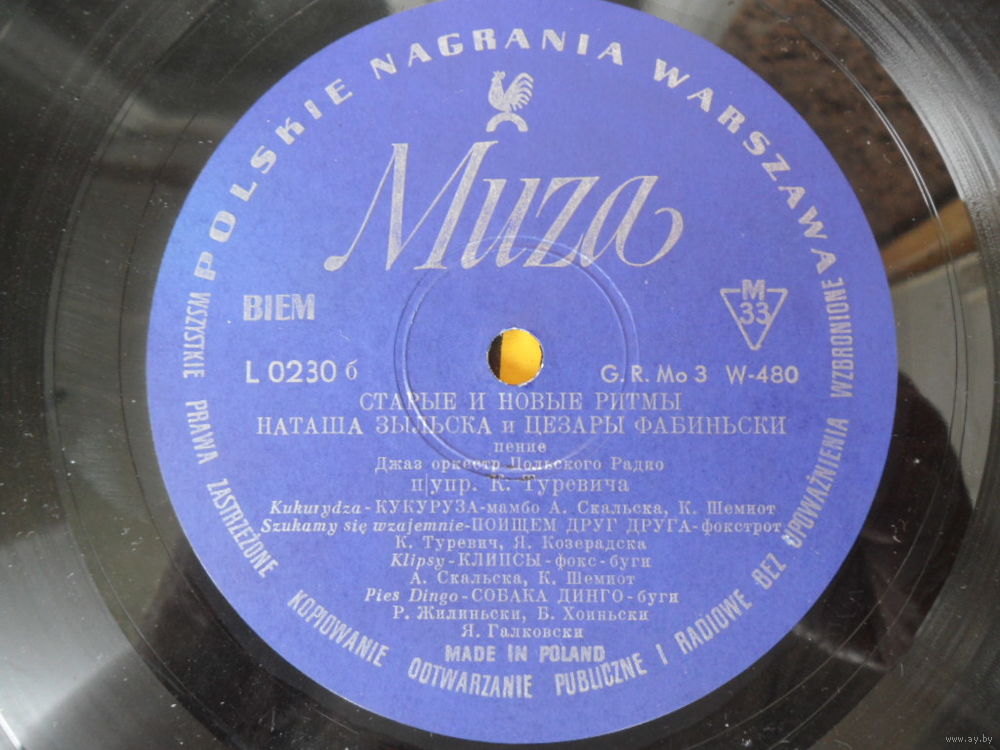 POLSKIE NAGRANIA WARSZAWA
Muza
BIEM
M
33
L 0230 б
G. R. Mo 3 W-480
СТАРЫЕ И НОВЫЕ РИТМЫ
НАТАША ЗЫЛЬСКА и ЦЕЗАРЫ ФАБИНЬСКИ
пение
Джаз оркестр Польского Радио
п/упр. К. Туревича
Kukurydza-КУКУРУЗА-мамбо А. Скальска, К. Шемиот
Szukamy się wzajemnie-ПОИЩЕМ ДРУГ ДРУГА-фокстрот
К. Туревич, Я. Козерадска
Klipsy-КЛИПСЫ-фокс-буги
А. Скальска, К. Шемиот
Pies Dingo-СОБАКА ДИНГО-буги
Р. Жилиньски, Б. Хоиньски
Я. Галковски
MADE IN POLAND
WSZYSTKIE PRAWA ZASTRZEŻONE KOPIOWANIE ODTWARZANIE PUBLICZNE I RADIOWE BEZ UPOWAŻNIENIA WZBRONIONE
www.ay.by